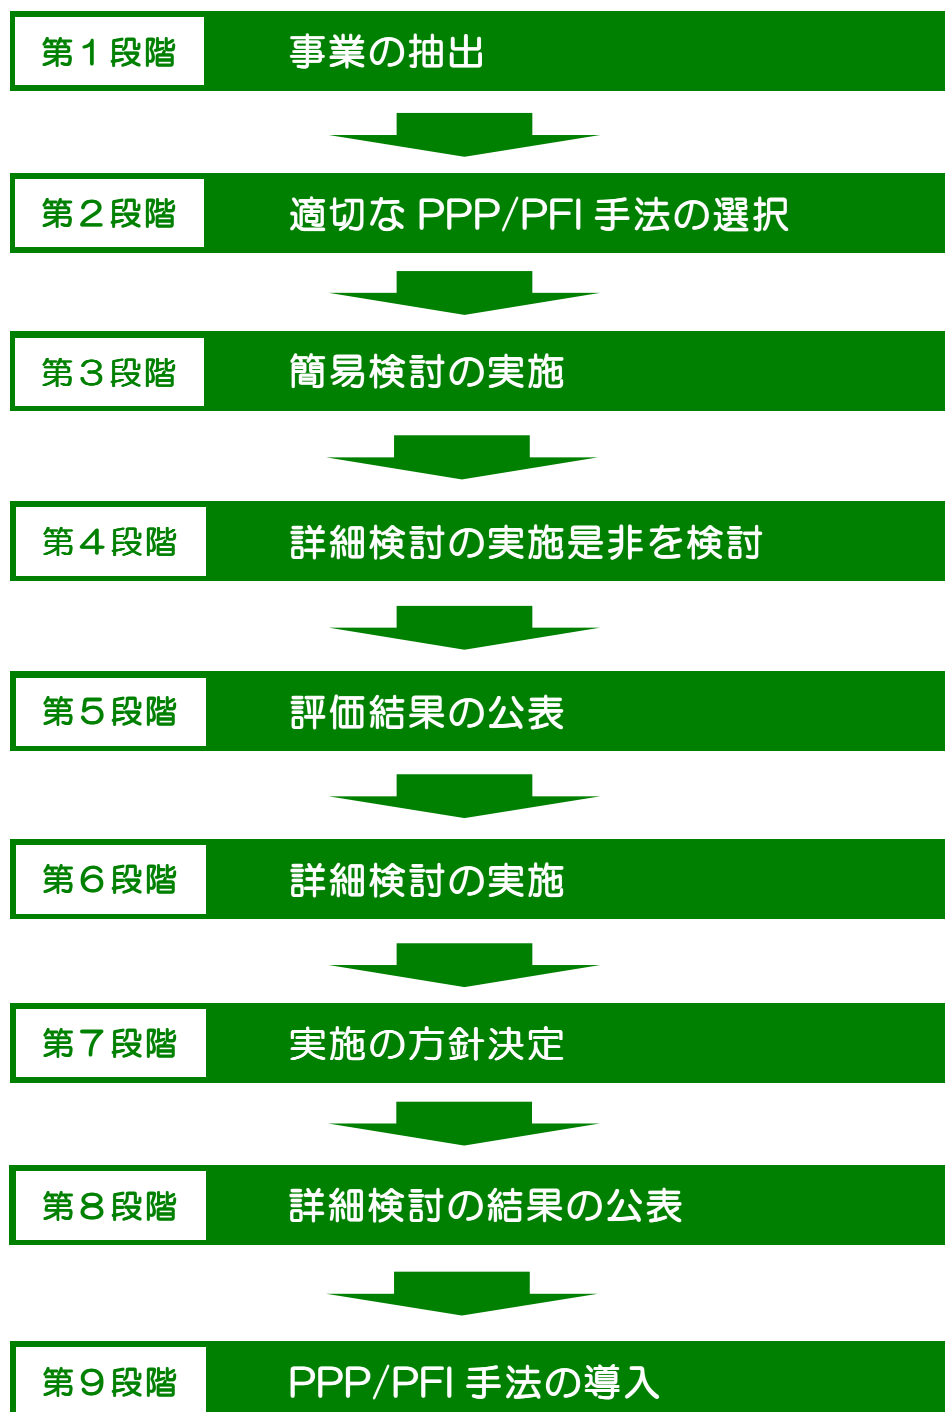 第１段階 事業の抽出
第２段階 適切な PPP/PFI 手法の選択
第３段階 簡易検討の実施
第４段階 詳細検討の実施是非を検討
第５段階 評価結果の公表
第６段階 詳細検討の実施
第７段階 実施の方針決定
第８段階 詳細検討の結果の公表
第９段階 PPP/PFI 手法の導入